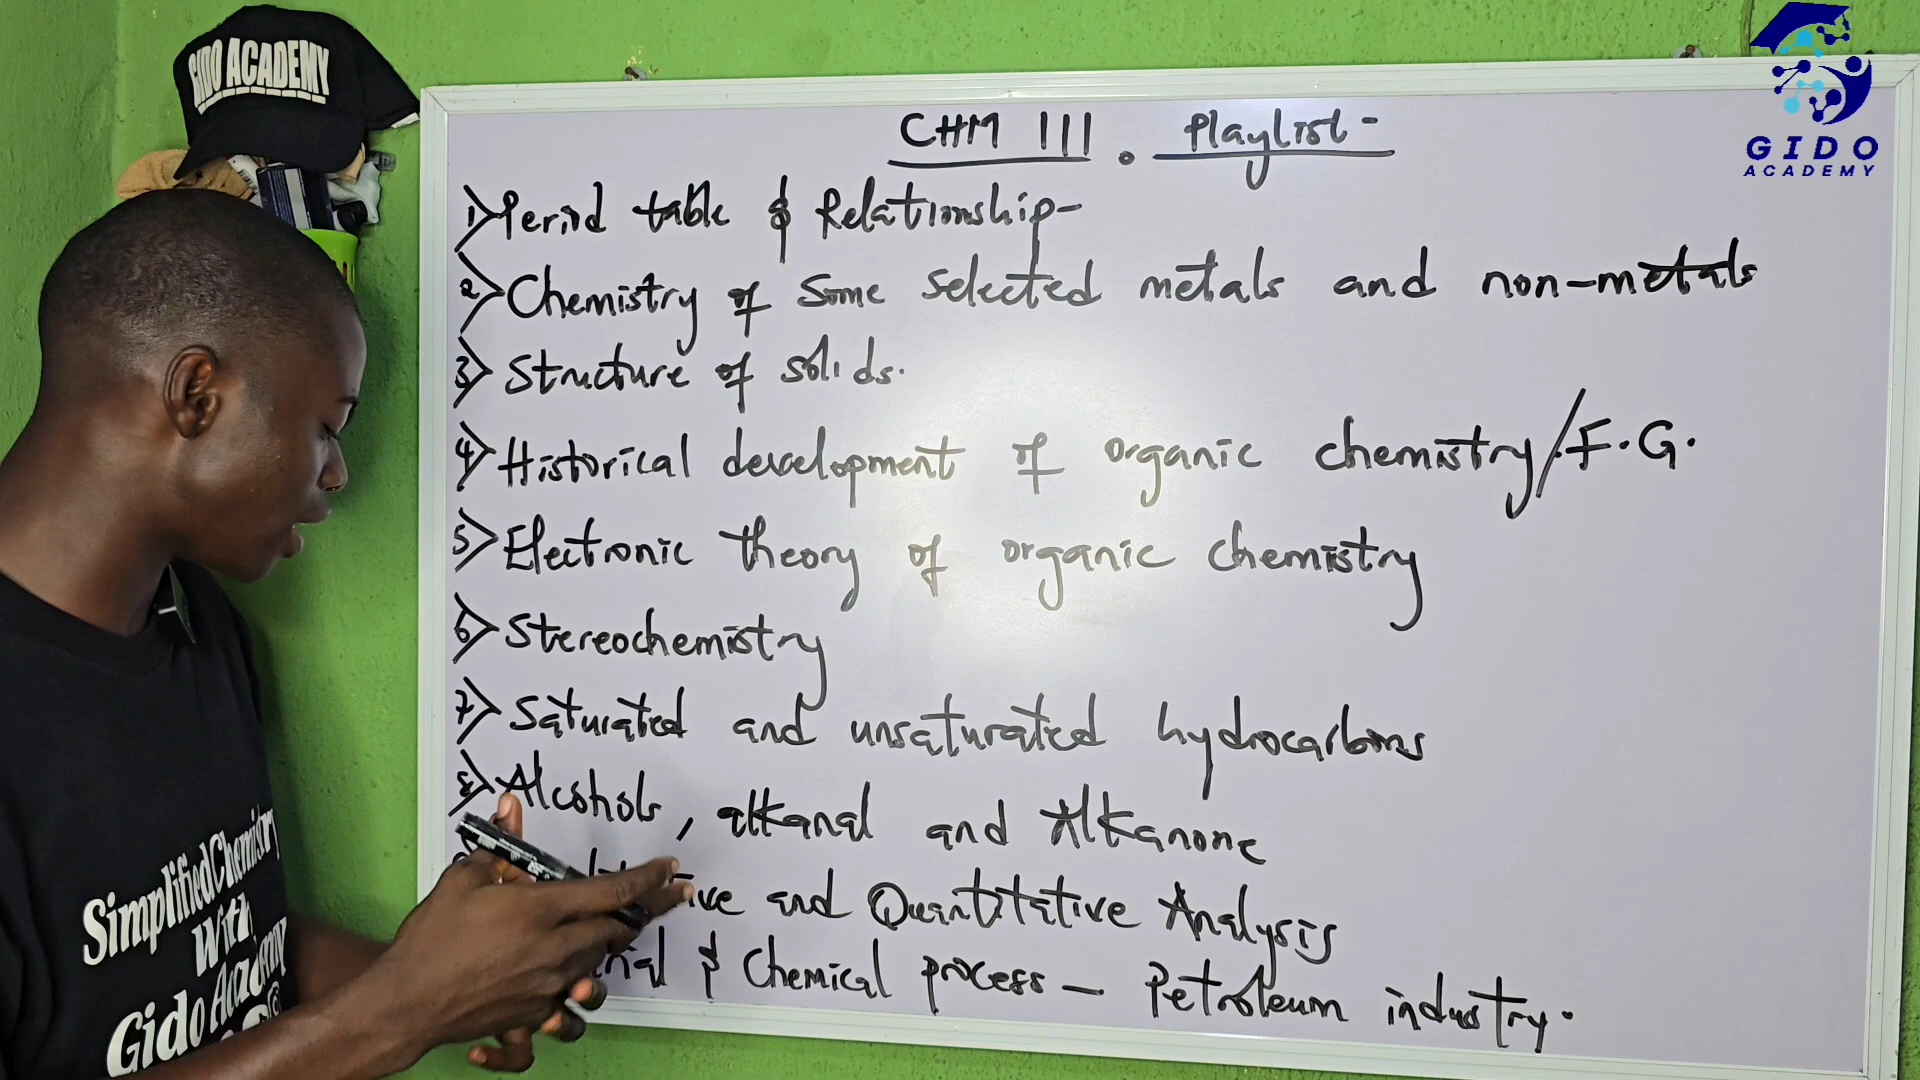 GIDO ACADEMY
GIDO
ACADEMY
CHM 111. Playlist-
1> Period table & Relationship-
2> Chemistry of some selected metals and non-metals
3> Structure of solids.
4> Historical development of organic chemistry/F.G.
5> Electronic theory of organic chemistry
6> Stereochemistry
7> Saturated and unsaturated hydrocarbons
8> Alcohols, alkanal and Alkanone
and Quantitative Analysis
& Chemical process - Petroleum industry.
Simplified Chemistry
With
Gido Academy